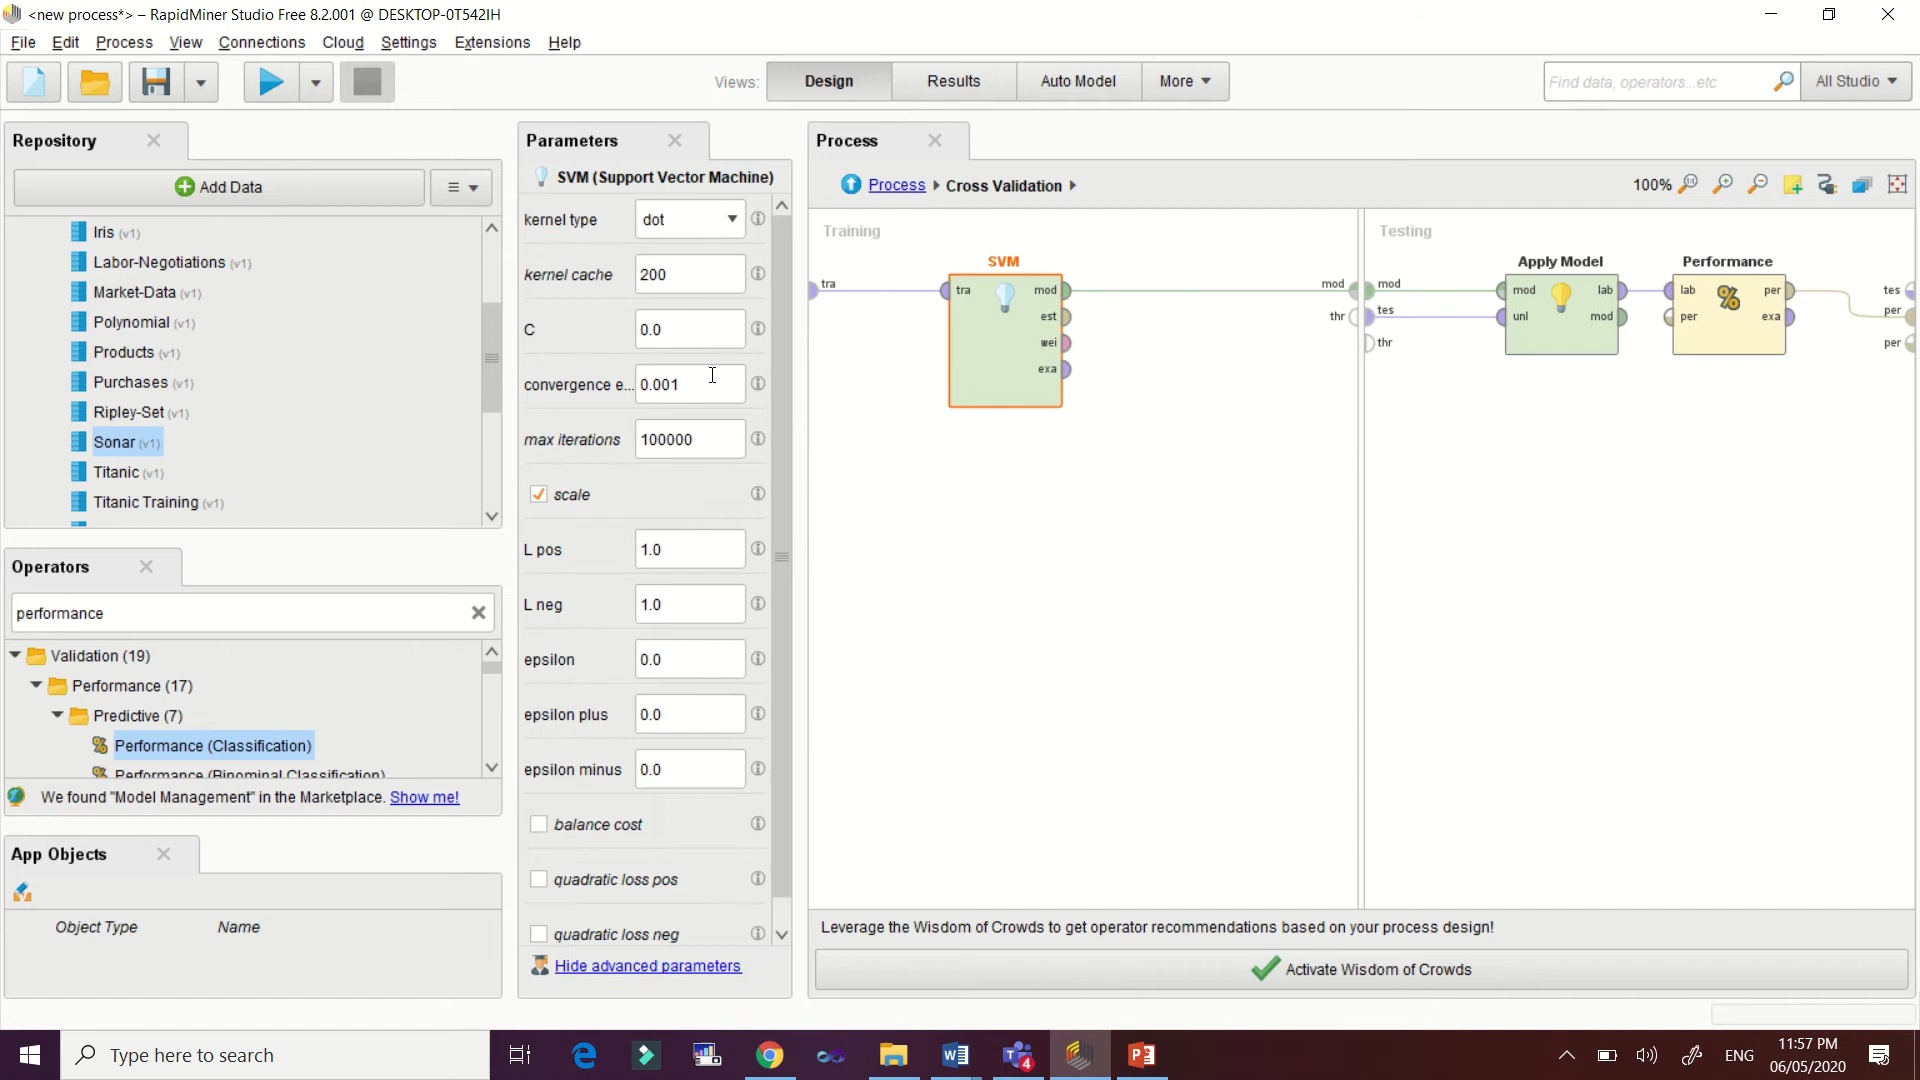 <new process*> – RapidMiner Studio Free 8.2.001 @ DESKTOP-0T542IH
File Edit Process View Connections Cloud Settings Extensions Help
Views: Design Results Auto Model More
Find data, operators...etc All Studio
Repository
Add Data
Iris (v1)
Labor-Negotiations (v1)
Market-Data (v1)
Polynomial (v1)
Products (v1)
Purchases (v1)
Ripley-Set (v1)
Sonar (v1)
Titanic (v1)
Titanic Training (v1)
Operators
performance
Validation (19)
Performance (17)
Predictive (7)
Performance (Classification)
Performance (Binominal Classification)
We found "Model Management" in the Marketplace. Show me!
App Objects
Object Type Name
Parameters
SVM (Support Vector Machine)
kernel type dot
kernel cache 200
C 0.0
convergence e... 0.001
max iterations 100000
scale
L pos 1.0
L neg 1.0
epsilon 0.0
epsilon plus 0.0
epsilon minus 0.0
balance cost
quadratic loss pos
quadratic loss neg
Hide advanced parameters
Process
Process Cross Validation 100%
Training
SVM
tra tra mod mod
est thr
wei
exa
Testing
Apply Model Performance
mod mod lab lab per tes
tes unl mod per exa per
thr per
Leverage the Wisdom of Crowds to get operator recommendations based on your process design!
Activate Wisdom of Crowds
Type here to search
4
ENG
11:57 PM
06/05/2020